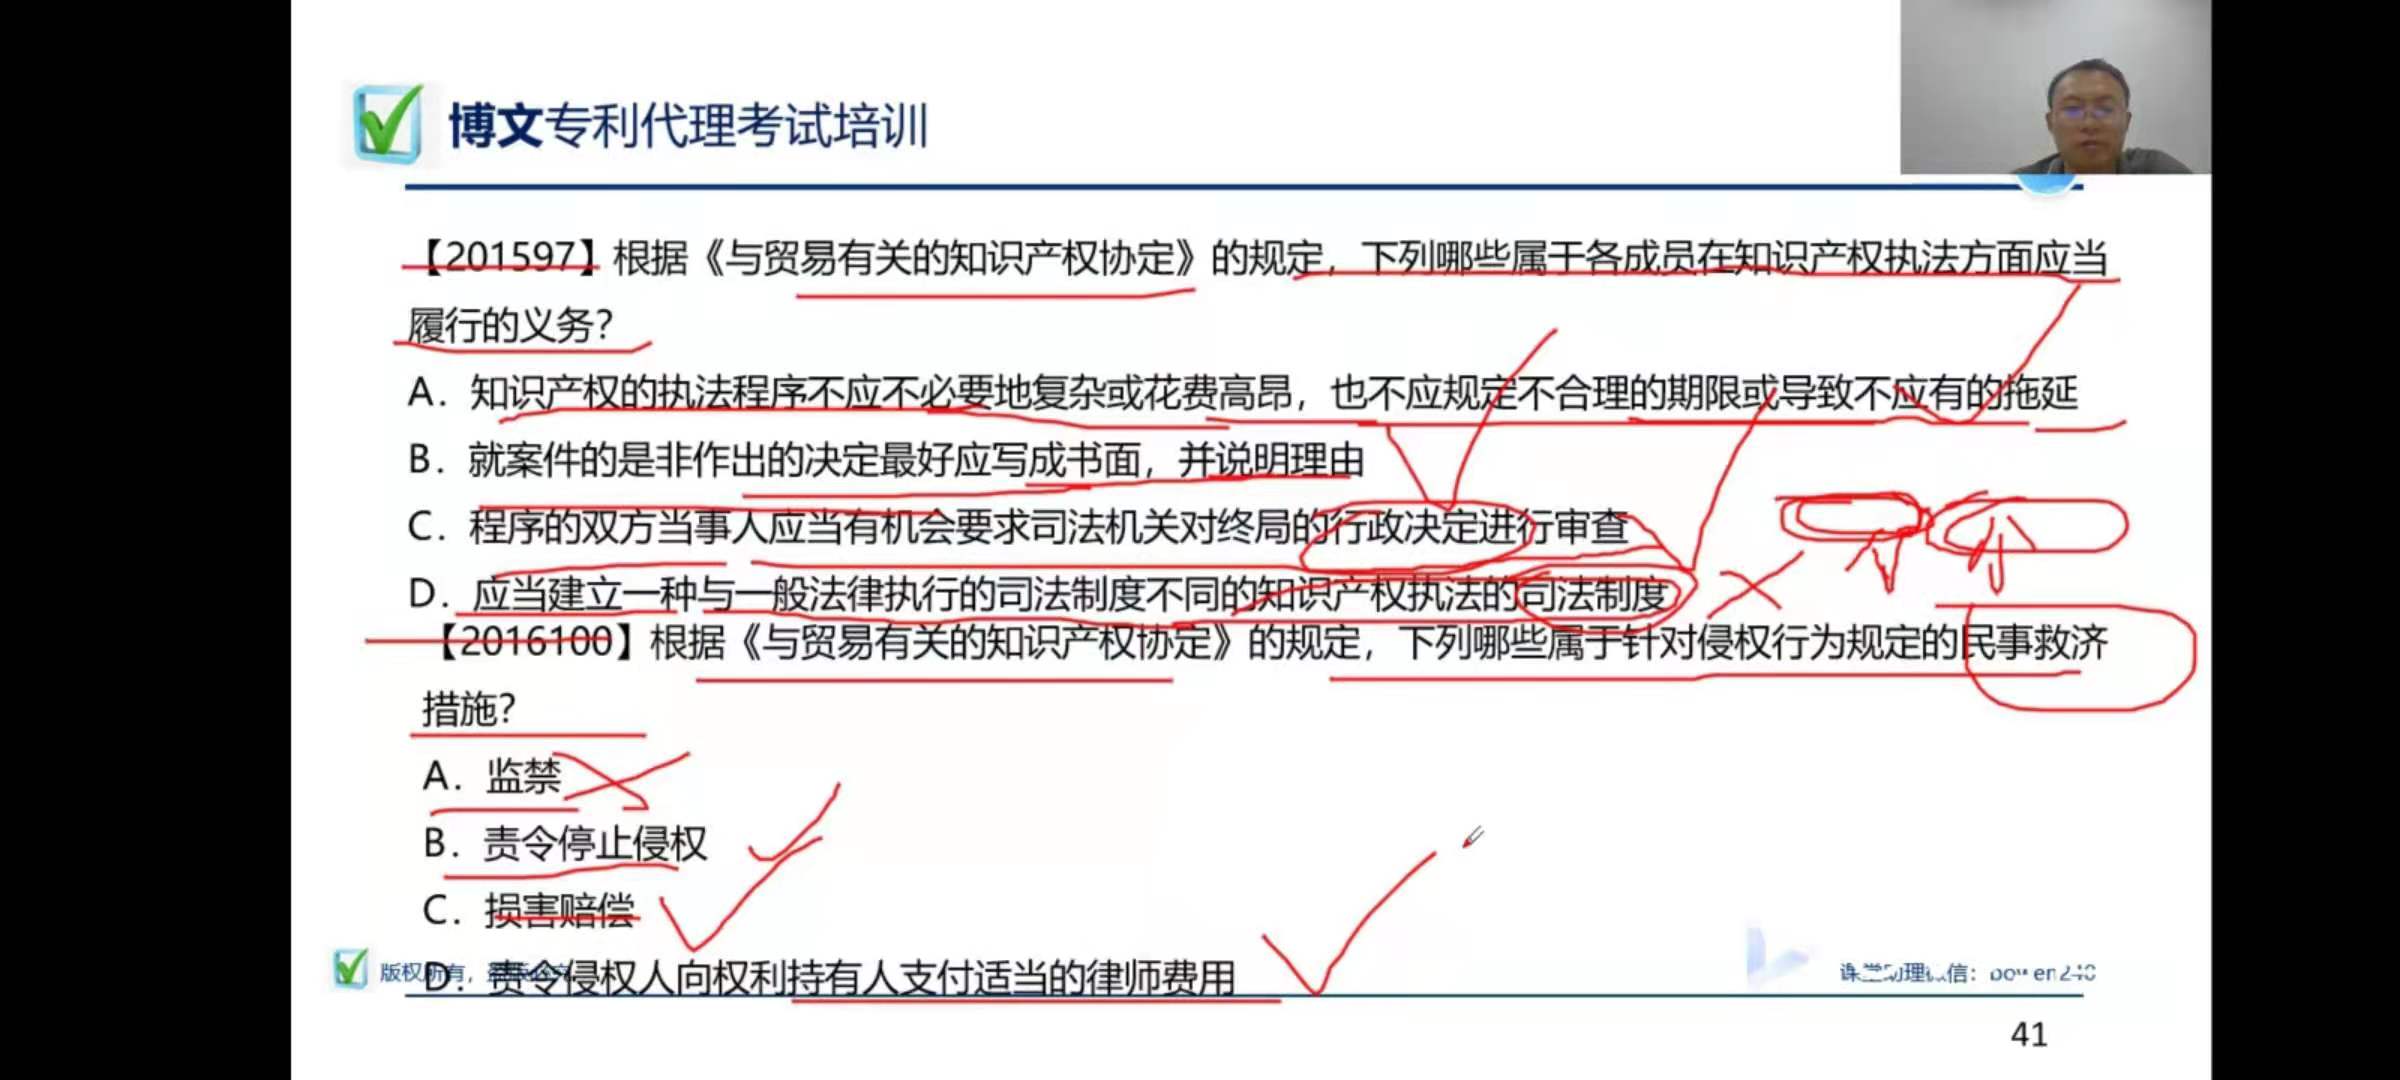 博文专利代理考试培训
【201597】根据《与贸易有关的知识产权协定》的规定，下列哪些属于各成员在知识产权执法方面应当
履行的义务？
A．知识产权的执法程序不应不必要地复杂或花费高昂，也不应规定不合理的期限或导致不应有的拖延
B．就案件的是非作出的决定最好应写成书面，并说明理由
C．程序的双方当事人应当有机会要求司法机关对终局的行政决定进行审查
D．应当建立一种与一般法律执行的司法制度不同的知识产权执法的司法制度
【2016100】根据《与贸易有关的知识产权协定》的规定，下列哪些属于针对侵权行为规定的民事救济
措施？
A．监禁
B．责令停止侵权
C．损害赔偿
D．责令侵权人向权利持有人支付适当的律师费用
版权所有，
41